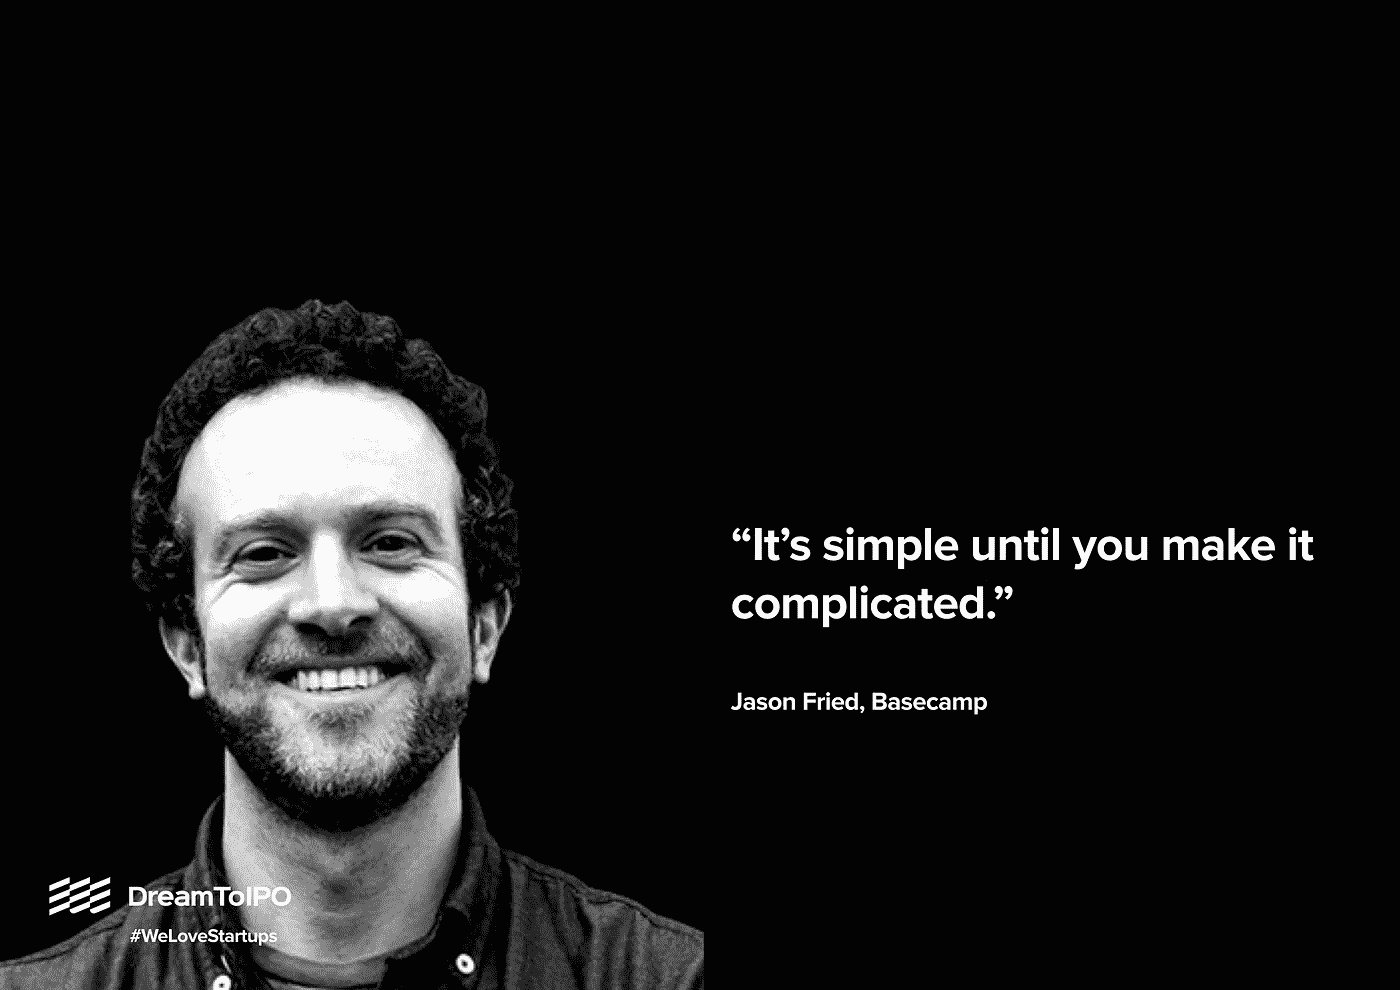 “It’s simple until you make it
complicated.”
Jason Fried, Basecamp
DreamToIPO
#WeLoveStartups